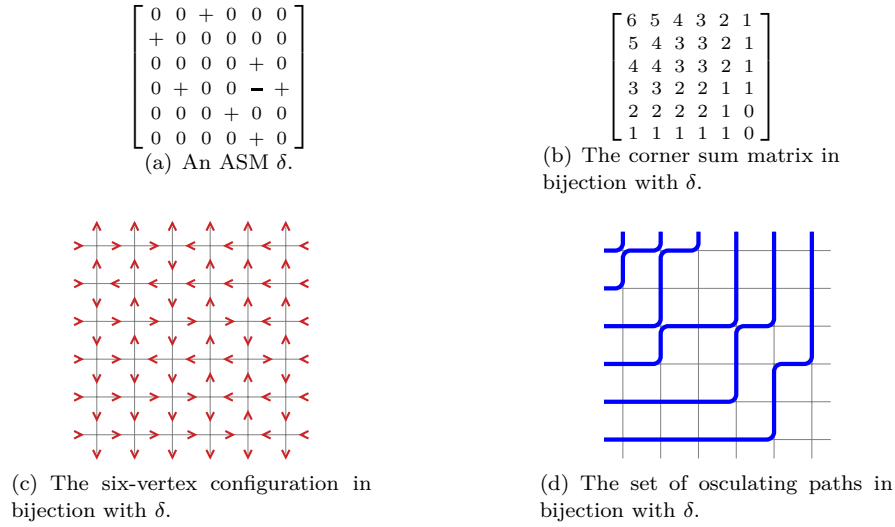 0 0 + 0 0 0
+ 0 0 0 0 0
0 0 0 0 + 0
0 + 0 0 − +
0 0 0 + 0 0
0 0 0 0 + 0
(a) An ASM δ.
6 5 4 3 2 1
5 4 3 3 2 1
4 4 3 3 2 1
3 3 2 2 1 1
2 2 2 2 1 0
1 1 1 1 1 0
(b) The corner sum matrix in
bijection with δ.
(c) The six-vertex configuration in
bijection with δ.
(d) The set of osculating paths in
bijection with δ.